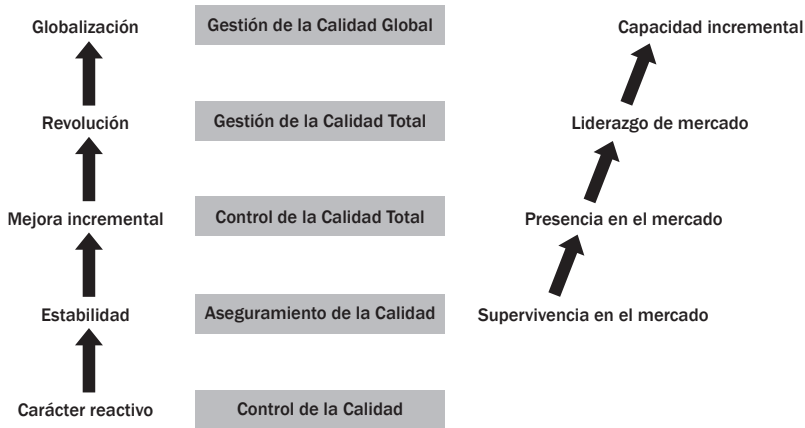 Globalización
Gestión de la Calidad Global
Capacidad incremental
Revolución
Gestión de la Calidad Total
Liderazgo de mercado
Mejora incremental
Control de la Calidad Total
Presencia en el mercado
Estabilidad
Aseguramiento de la Calidad
Supervivencia en el mercado
Carácter reactivo
Control de la Calidad